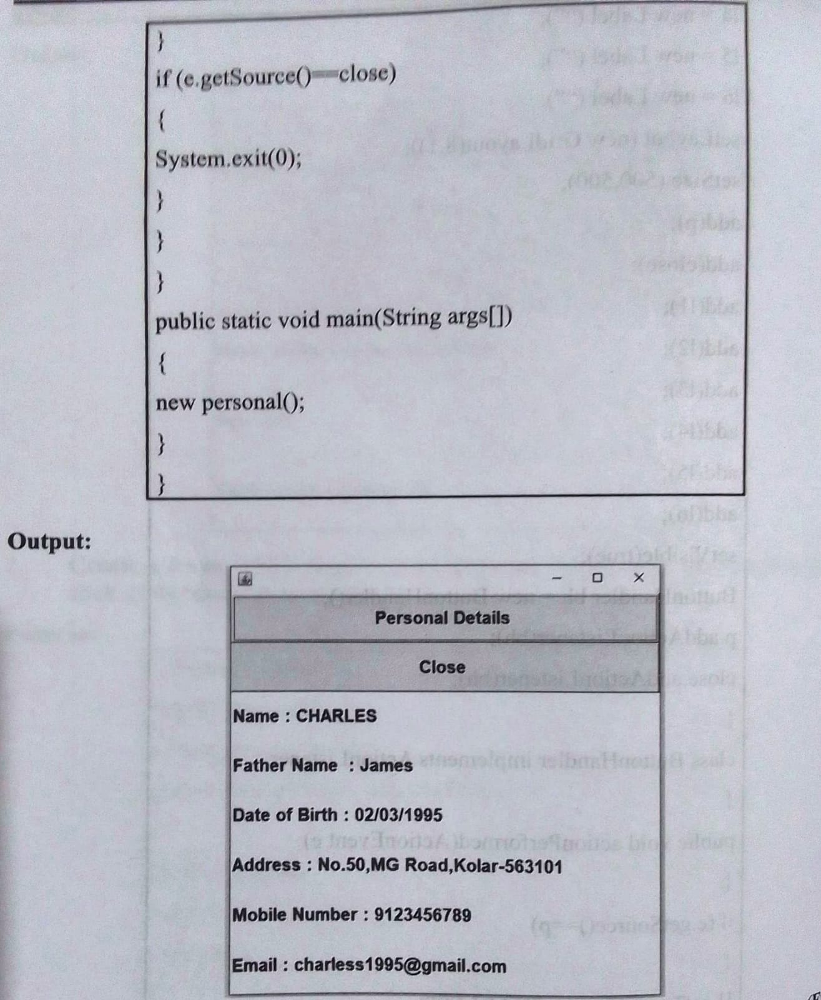 }
if (e.getSource()==close)
{
System.exit(0);
}
}
}
public static void main(String args[])
{
new personal();
}
}
Output:
Personal Details
Close
Name : CHARLES
Father Name : James
Date of Birth : 02/03/1995
Address : No.50,MG Road,Kolar-563101
Mobile Number : 9123456789
Email : charless1995@gmail.com